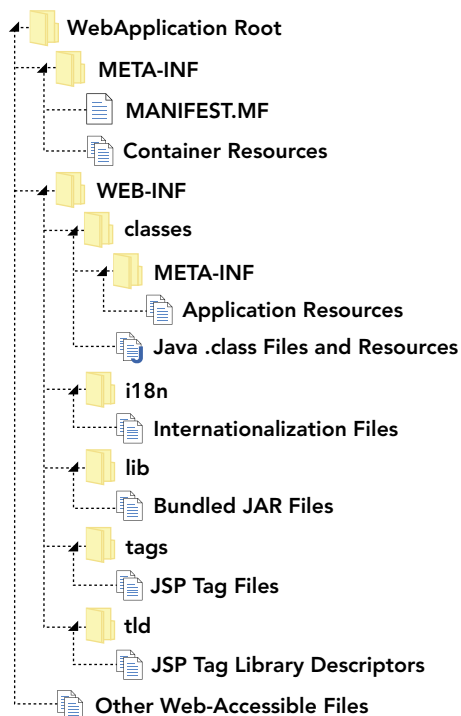 WebApplication Root
META-INF
MANIFEST.MF
Container Resources
WEB-INF
classes
META-INF
Application Resources
Java .class Files and Resources
i18n
Internationalization Files
lib
Bundled JAR Files
tags
JSP Tag Files
tld
JSP Tag Library Descriptors
Other Web-Accessible Files